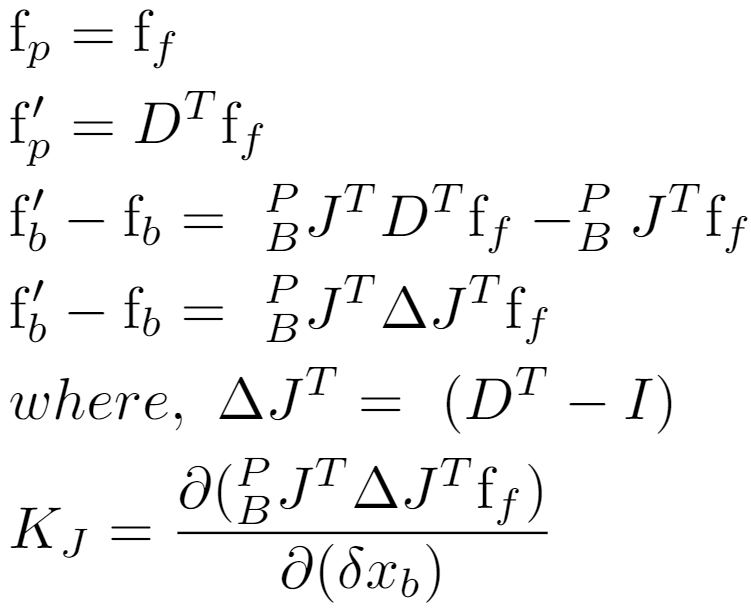 f_p = f_f
f'_p = D^T f_f
f'_b − f_b = ^P_B J^T D^T f_f −^P_B J^T f_f
f'_b − f_b = ^P_B J^T ΔJ^T f_f
where, ΔJ^T = (D^T − I)
K_J = ∂(^P_B J^T ΔJ^T f_f) / ∂(δx_b)